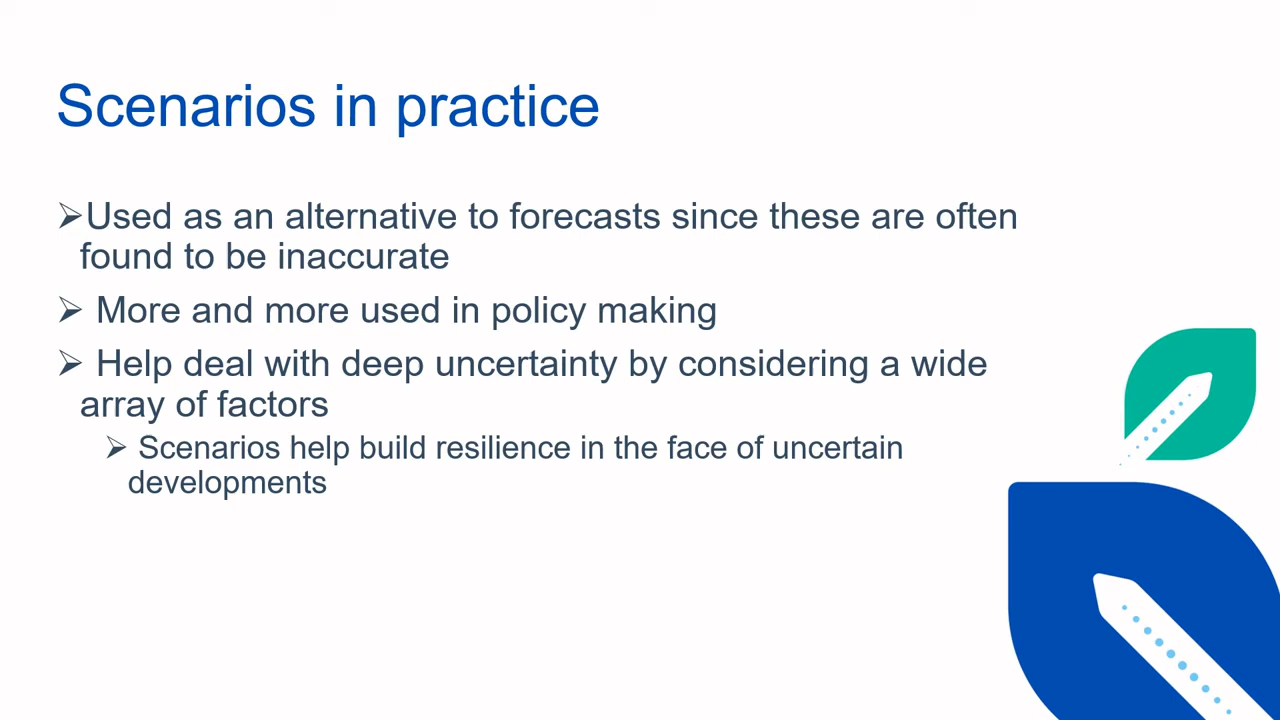 Scenarios in practice
➢Used as an alternative to forecasts since these are often
found to be inaccurate
➢ More and more used in policy making
➢ Help deal with deep uncertainty by considering a wide
array of factors
➢ Scenarios help build resilience in the face of uncertain
developments